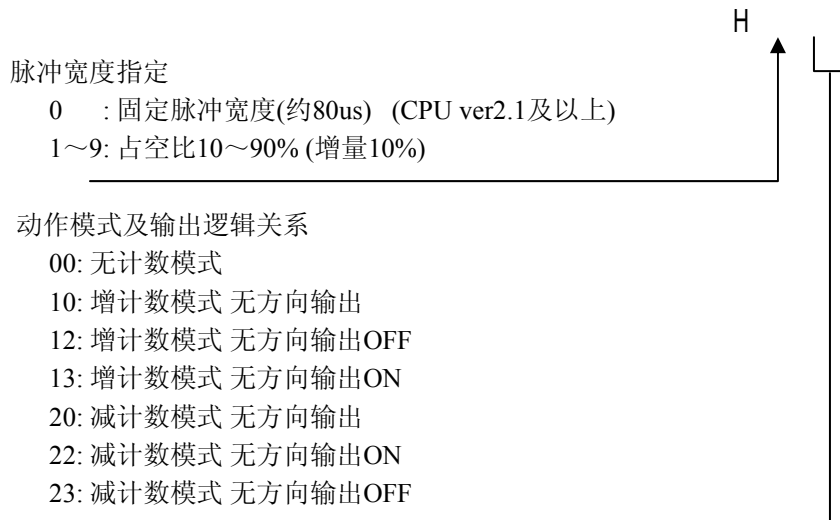 H
脉冲宽度指定
0 : 固定脉冲宽度(约80us) (CPU ver2.1及以上)
1～9: 占空比10～90% (增量10%)
动作模式及输出逻辑关系
00: 无计数模式
10: 增计数模式 无方向输出
12: 增计数模式 无方向输出OFF
13: 增计数模式 无方向输出ON
20: 减计数模式 无方向输出
22: 减计数模式 无方向输出ON
23: 减计数模式 无方向输出OFF